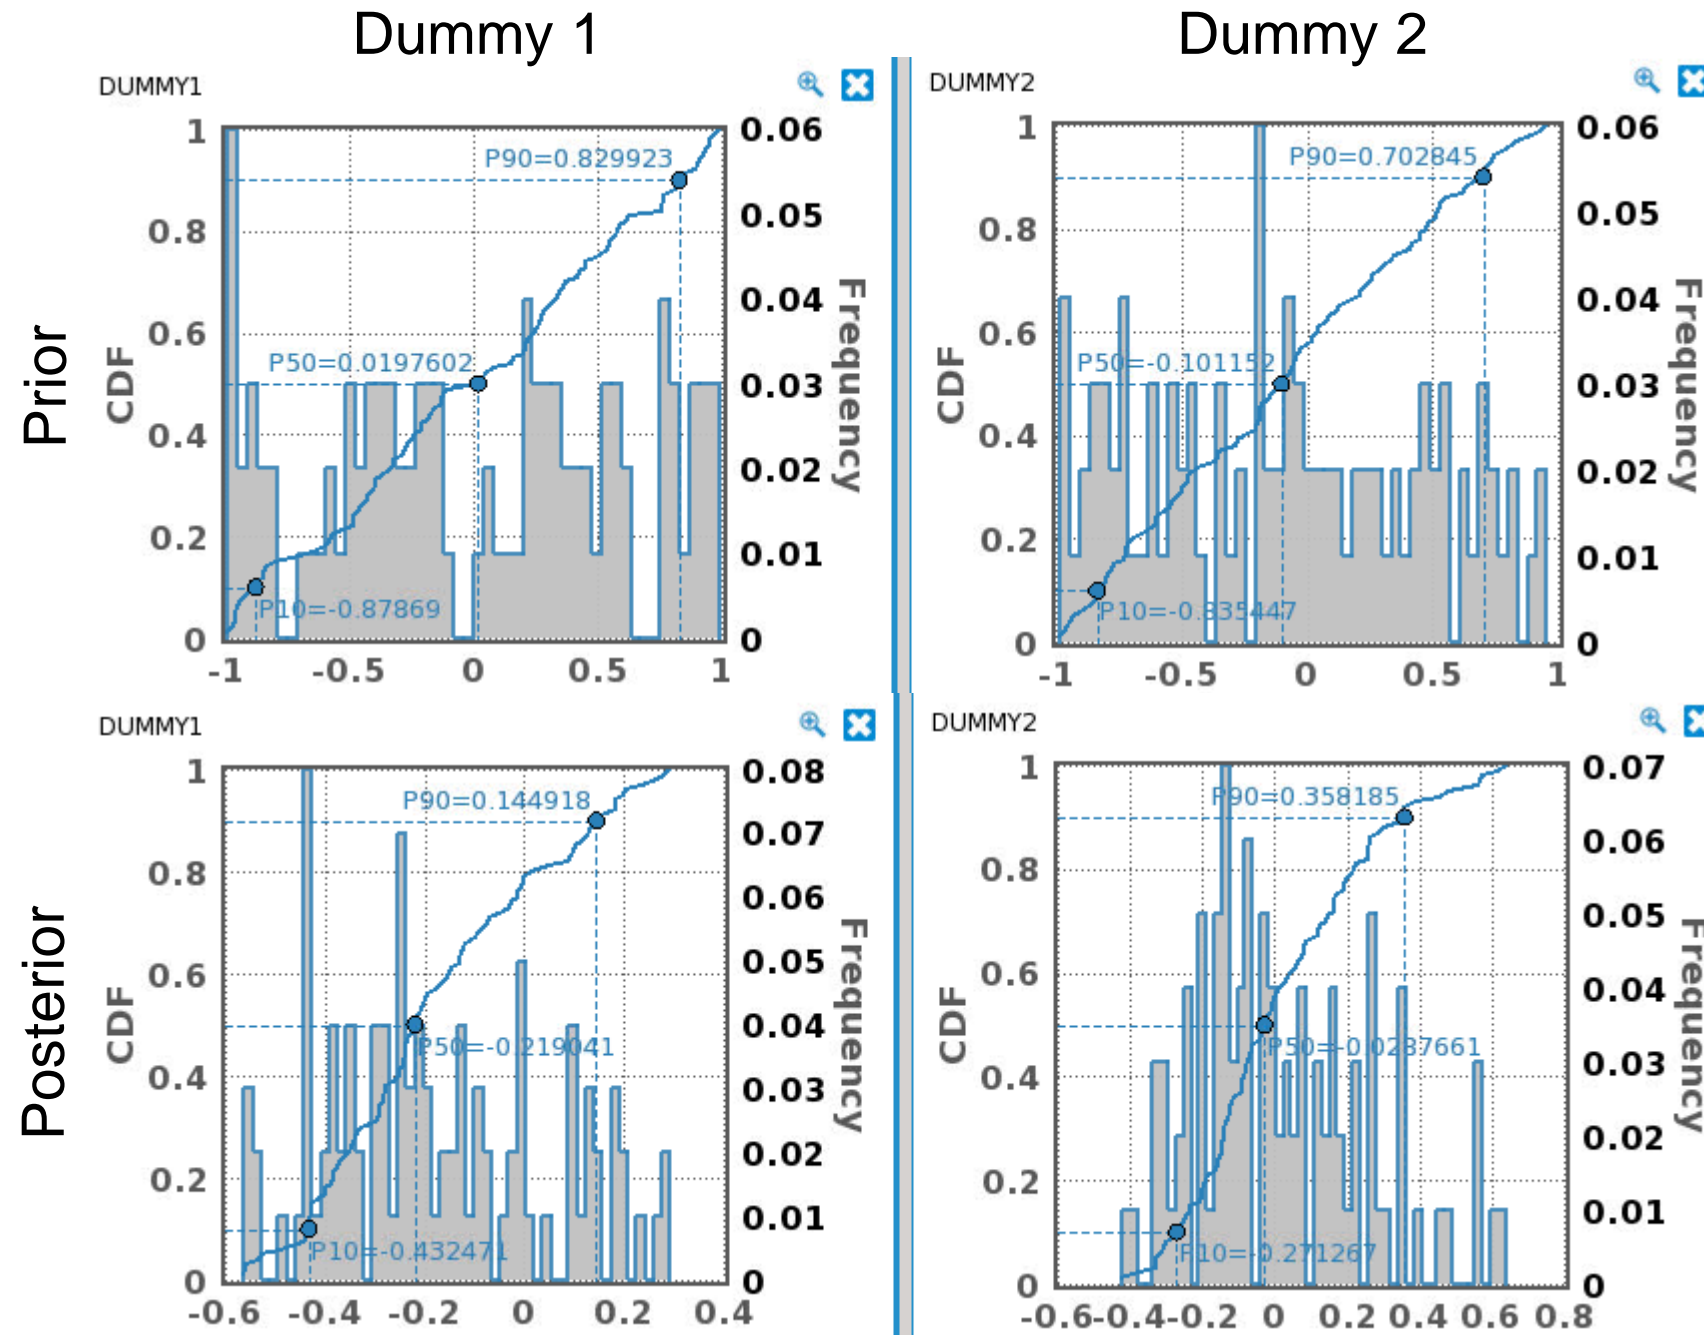 Dummy 1
Dummy 2
Prior
Posterior
DUMMY1
1
0.8
0.6
0.4
0.2
0
CDF
P90=0.829923
P50=0.0197602
P10=-0.87869
0.06
0.05
0.04
0.03
0.02
0.01
0
Frequency
-1 -0.5 0 0.5 1
DUMMY2
1
0.8
0.6
0.4
0.2
0
CDF
P90=0.702845
P50=-0.101152
P10=-0.835447
0.06
0.05
0.04
0.03
0.02
0.01
0
Frequency
-1 -0.5 0 0.5 1
DUMMY1
1
0.8
0.6
0.4
0.2
0
CDF
P90=0.144918
P50=-0.219041
P10=-0.432471
0.08
0.07
0.06
0.05
0.04
0.03
0.02
0.01
0
Frequency
-0.6 -0.4 -0.2 0 0.2 0.4
DUMMY2
1
0.8
0.6
0.4
0.2
0
CDF
P90=0.358185
P50=-0.0287661
P10=-0.271267
0.07
0.06
0.05
0.04
0.03
0.02
0.01
0
Frequency
-0.6 -0.4 -0.2 0 0.2 0.4 0.6 0.8